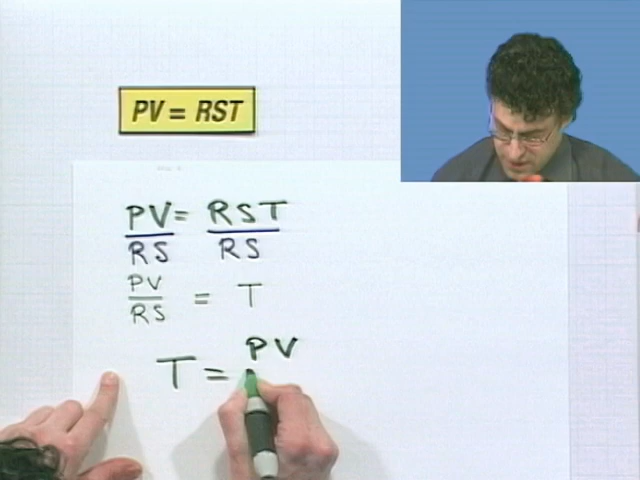 PV = RST
PV = RST
RS RS
PV
RS = T
T = PV